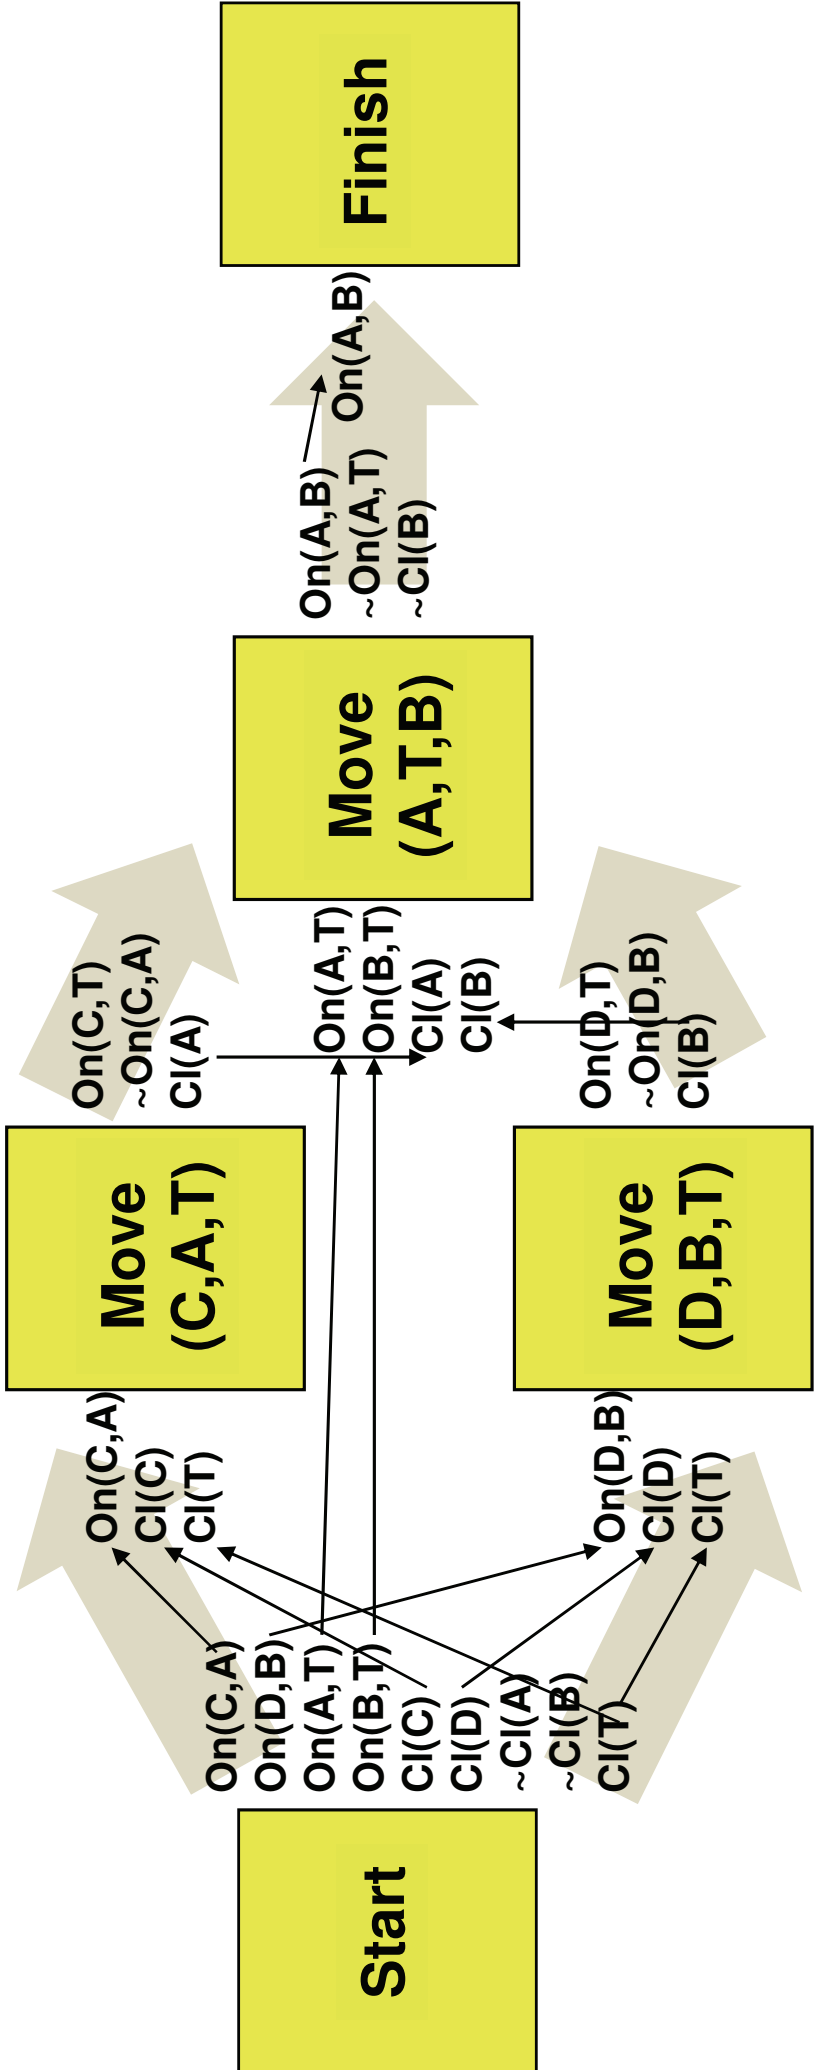 Start
On(C,A)
On(D,B)
On(A,T)
On(B,T)
Cl(C)
Cl(D)
~Cl(A)
~Cl(B)
Cl(T)
On(C,A)
Cl(C)
Cl(T)
Move
(C,A,T)
On(C,T)
~On(C,A)
Cl(A)
On(D,B)
Cl(D)
Cl(T)
Move
(D,B,T)
On(D,T)
~On(D,B)
Cl(B)
On(A,T)
On(B,T)
Cl(A)
Cl(B)
Move
(A,T,B)
On(A,B)
~On(A,T)
~Cl(B)
On(A,B)
Finish